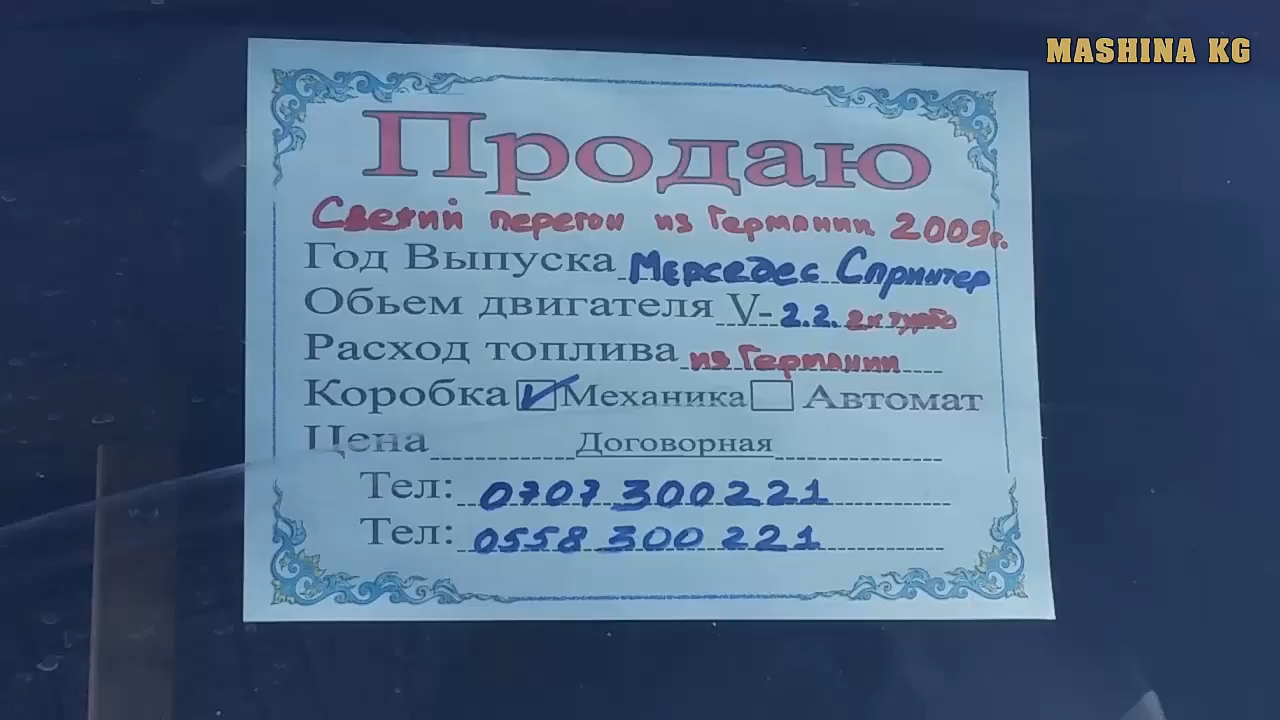 MASHINA KG
Продаю
Свежий перегон из Германии 2009г.
Год Выпуска Мерседес Спринтер
Обьем двигателя V- 2.2. 2х турбо
Расход топлива из Германии
Коробка Механика Автомат
Цена Договорная
Тел: 0707 300221
Тел: 0558 300 221